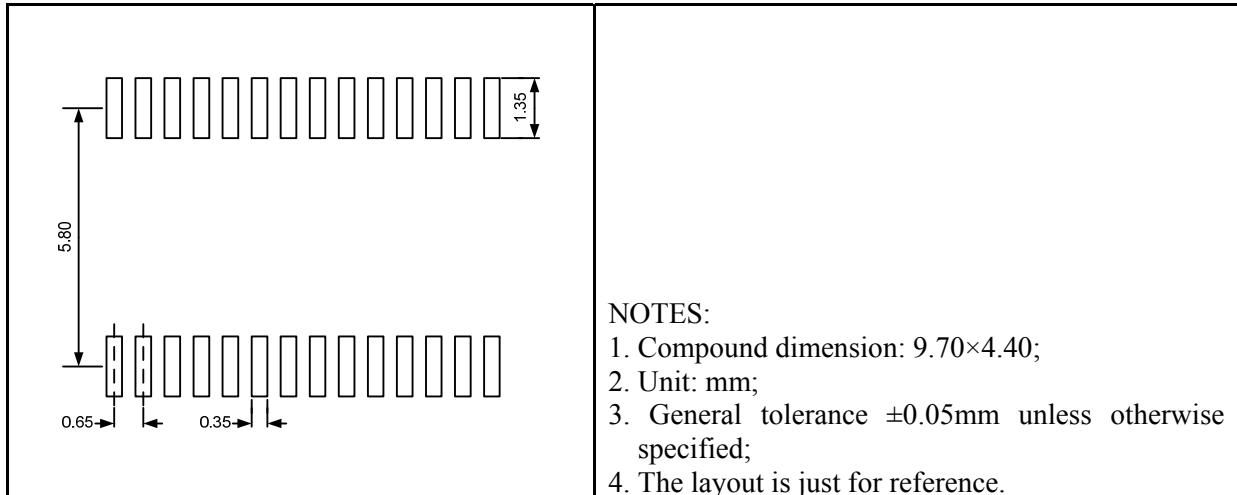 1.35
5.80
0.65
0.35
NOTES:
1. Compound dimension: 9.70×4.40;
2. Unit: mm;
3. General tolerance ±0.05mm unless otherwise
specified;
4. The layout is just for reference.